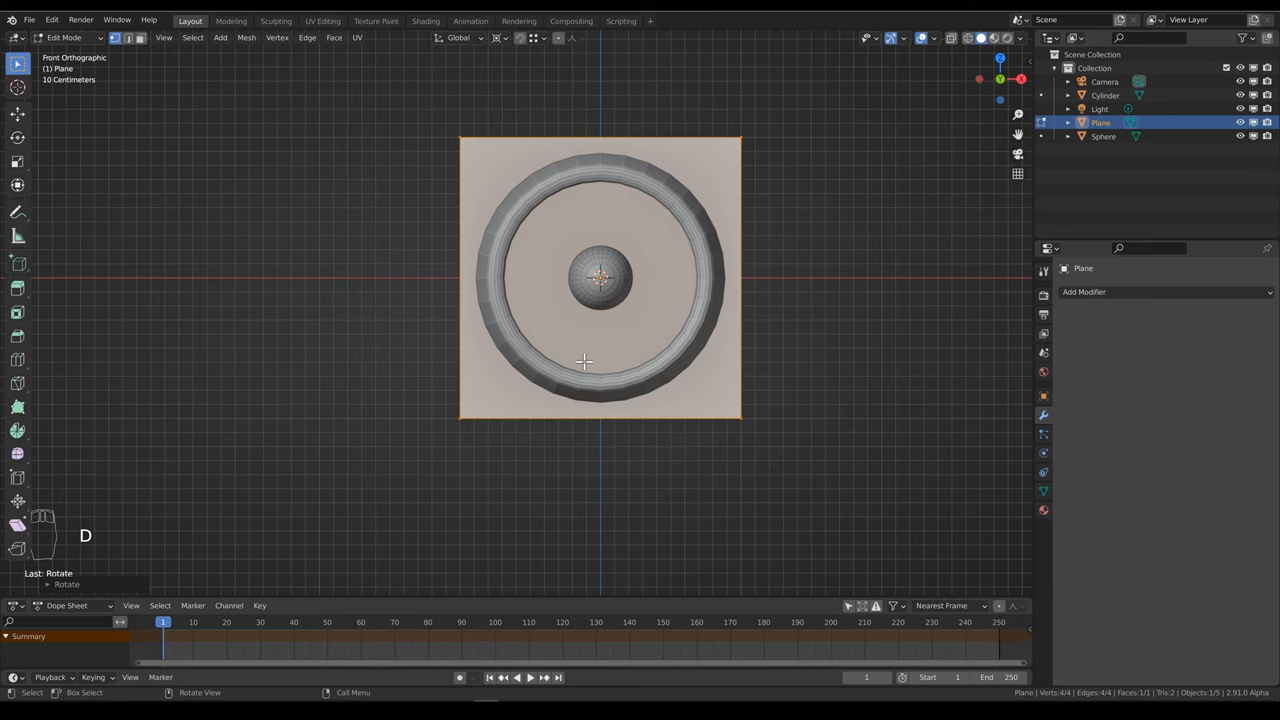 File Edit Render Window Help Layout Modeling Sculpting UV Editing Texture Paint Shading Animation Rendering Compositing Scripting + Scene View Layer
Edit Mode View Select Add Mesh Vertex Edge Face UV Global
Front Orthographic
(1) Plane
10 Centimeters
Z
Y
X
Scene Collection
Collection
Camera
Cylinder
Light
Plane
Sphere
Plane
Add Modifier
D
Last: Rotate
Rotate
Dope Sheet View Select Marker Channel Key Nearest Frame
1 10 20 30 40 50 60 70 80 90 100 110 120 130 140 150 160 170 180 190 200 210 220 230 240 250
Summary
Playback Keying View Marker 1 Start 1 End 250
Select Box Select Rotate View Call Menu Plane | Verts:4/4 | Edges:4/4 | Faces:1/1 | Tris:2 | Objects:1/5 | 2.91.0 Alpha